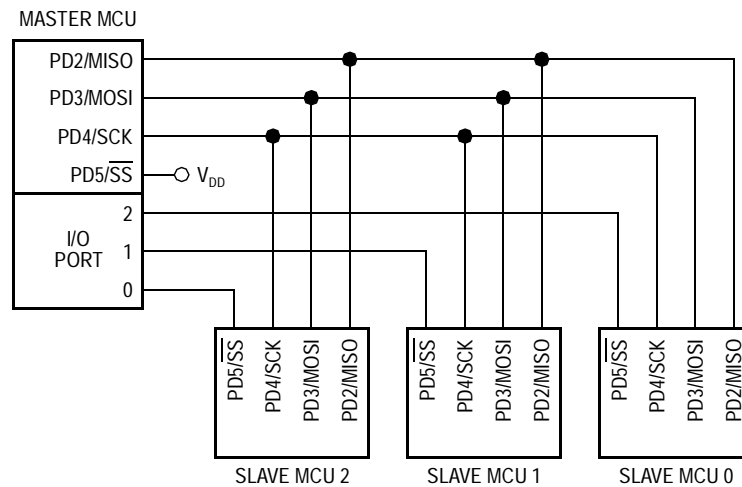 MASTER MCU
PD2/MISO
PD3/MOSI
PD4/SCK
PD5/SS
V_DD
I/O
PORT
2
1
0
PD5/SS
PD4/SCK
PD3/MOSI
PD2/MISO
SLAVE MCU 2
PD5/SS
PD4/SCK
PD3/MOSI
PD2/MISO
SLAVE MCU 1
PD5/SS
PD4/SCK
PD3/MOSI
PD2/MISO
SLAVE MCU 0